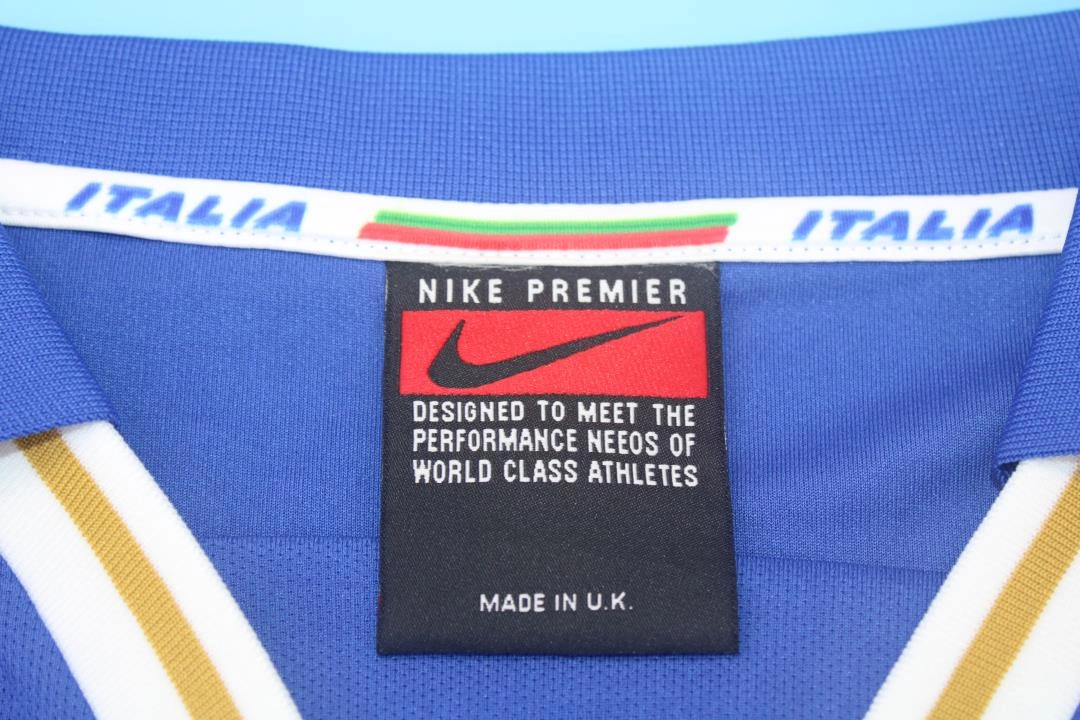 ITALIA ITALIA
NIKE PREMIER
DESIGNED TO MEET THE
PERFORMANCE NEEOS OF
WORLD CLASS ATHLETES
MADE IN U.K.